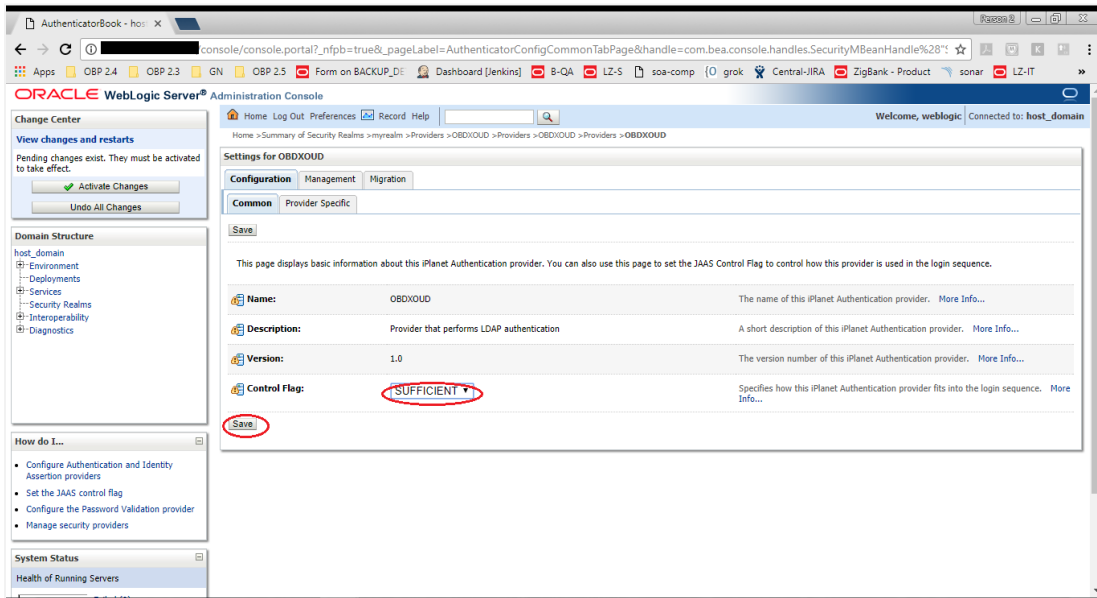 AuthenticatorBook - hos
Person 2
/console/console.portal?_nfpb=true&_pageLabel=AuthenticatorConfigCommonTabPage&handle=com.bea.console.handles.SecurityMBeanHandle%28"S
Apps OBP 2.4 OBP 2.3 GN OBP 2.5 Form on BACKUP_DE Dashboard [Jenkins] B-QA LZ-S soa-comp grok Central-JIRA ZigBank - Product sonar LZ-IT »
ORACLE WebLogic Server® Administration Console
Change Center
View changes and restarts
Pending changes exist. They must be activated
to take effect.
Activate Changes
Undo All Changes
Domain Structure
host_domain
Environment
Deployments
Services
Security Realms
Interoperability
Diagnostics
How do I...
Configure Authentication and Identity
Assertion providers
Set the JAAS control flag
Configure the Password Validation provider
Manage security providers
System Status
Health of Running Servers
Home Log Out Preferences Record Help
Welcome, weblogic Connected to: host_domain
Home >Summary of Security Realms >myrealm >Providers >OBDXOUD >Providers >OBDXOUD >Providers >OBDXOUD
Settings for OBDXOUD
Configuration Management Migration
Common Provider Specific
Save
This page displays basic information about this iPlanet Authentication provider. You can also use this page to set the JAAS Control Flag to control how this provider is used in the login sequence.
Name: OBDXOUD The name of this iPlanet Authentication provider. More Info...
Description: Provider that performs LDAP authentication A short description of this iPlanet Authentication provider. More Info...
Version: 1.0 The version number of this iPlanet Authentication provider. More Info...
Control Flag: SUFFICIENT Specifies how this iPlanet Authentication provider fits into the login sequence. More
Info...
Save